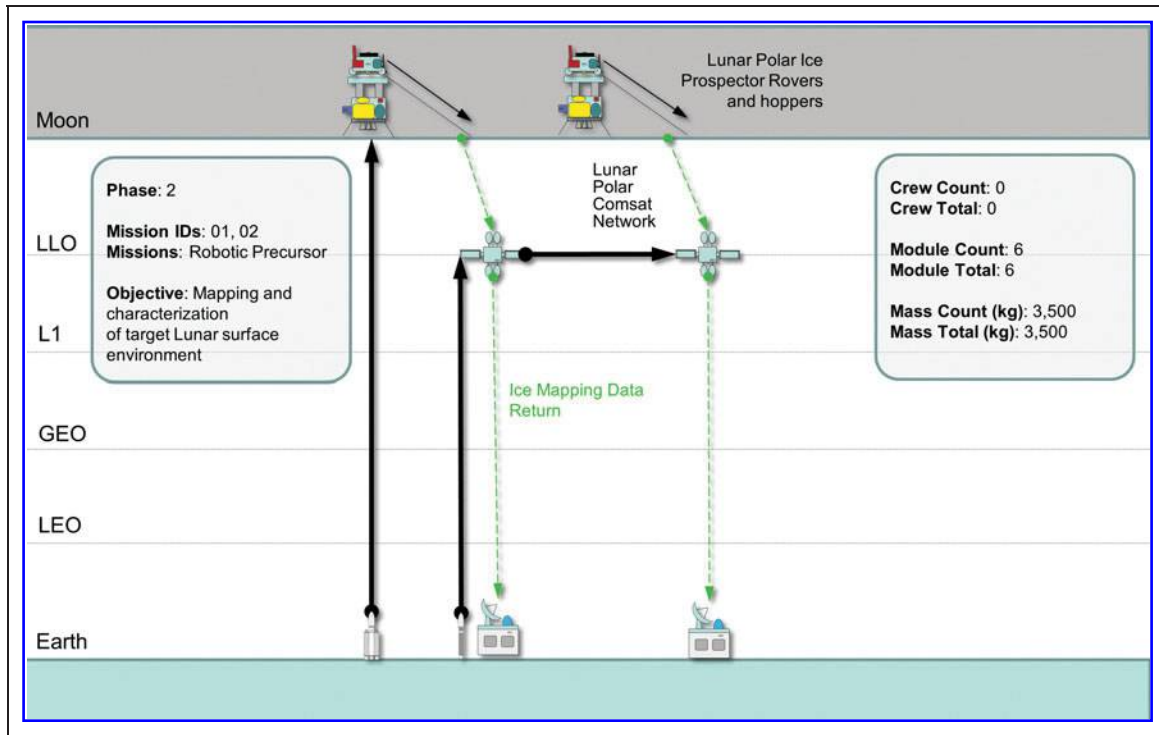 Lunar Polar Ice
Prospector Rovers
and hoppers
Moon
Phase: 2
Mission IDs: 01, 02
Missions: Robotic Precursor
Objective: Mapping and
characterization
of target Lunar surface
environment
Lunar
Polar
Comsat
Network
Crew Count: 0
Crew Total: 0
Module Count: 6
Module Total: 6
Mass Count (kg): 3,500
Mass Total (kg): 3,500
LLO
L1
Ice Mapping Data
Return
GEO
LEO
Earth